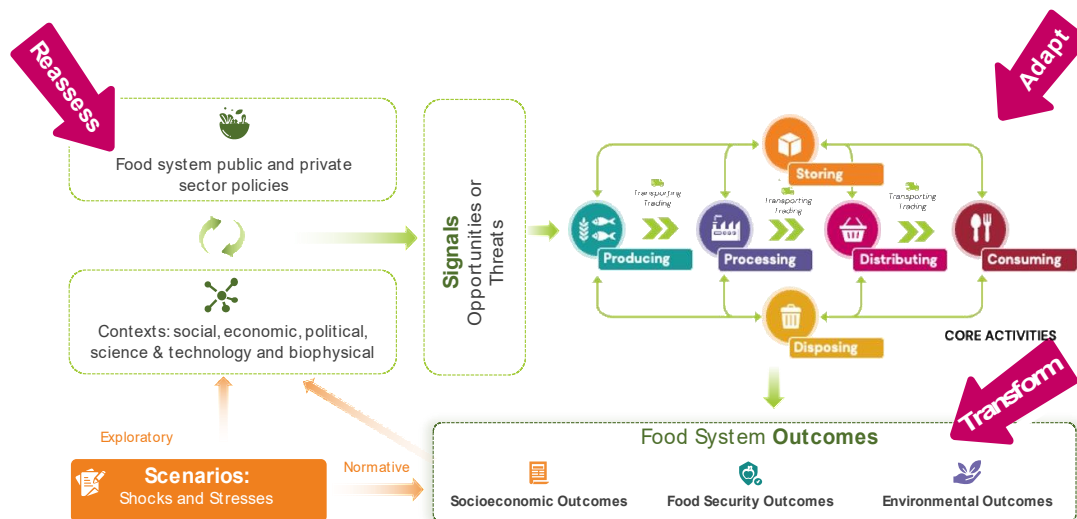 Reassess
Adapt
Food system public and private
sector policies
Signals
Opportunities or
Threats
Storing
Transporting
Trading
Transporting
Trading
Transporting
Trading
Producing
Processing
Distributing
Consuming
Contexts: social, economic, political,
science & technology and biophysical
Disposing
CORE ACTIVITIES
Transform
Exploratory
Food System Outcomes
Scenarios:
Shocks and Stresses
Normative
Socioeconomic Outcomes
Food Security Outcomes
Environmental Outcomes